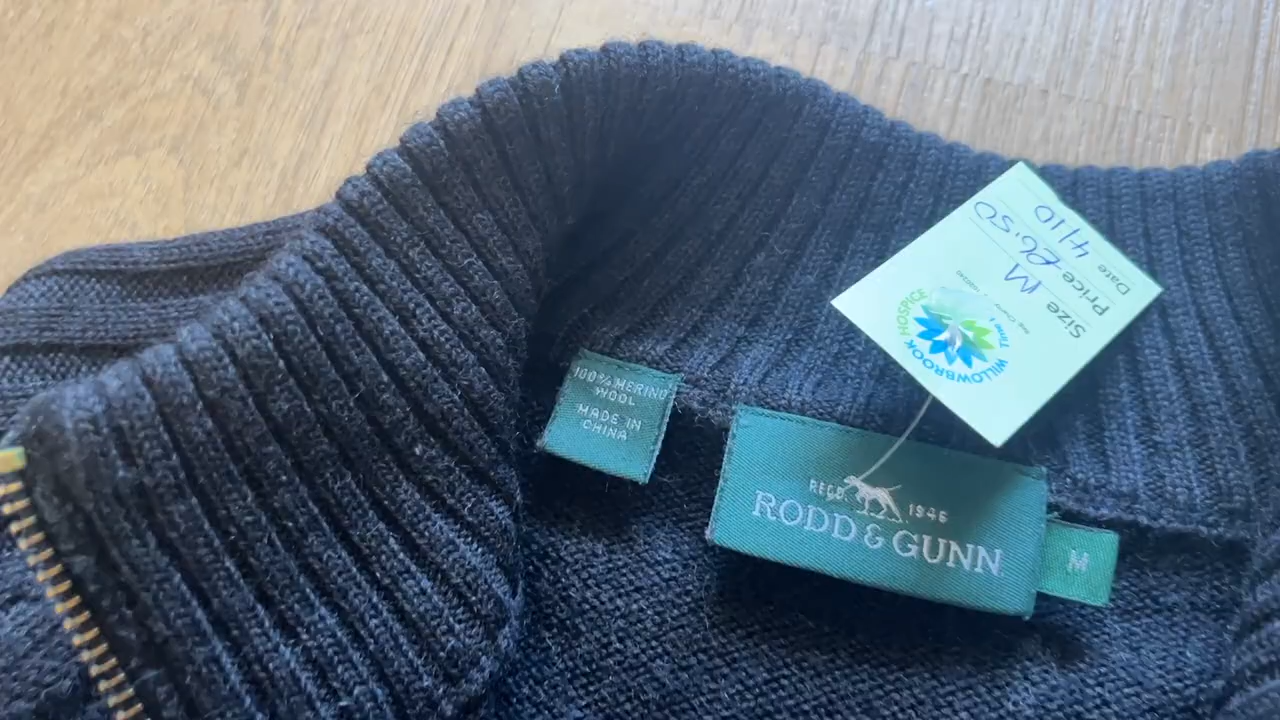 100% MERINO
WOOL
MADE IN
CHINA
REGD. 1946
RODD & GUNN
M
WILLOWBROOK HOSPICE
Size M
Price £6.50
Date 4/10